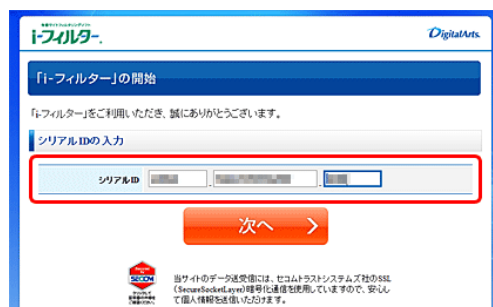 i-フィルター.
DigitalArts.
「i-フィルター」の開始
「i-フィルター」をご利用いただき、誠にありがとうございます。
シリアルIDの入力
シリアルID
次へ
SECOM
当サイトのデータ送受信には、セコムトラストシステムズ社のSSL
(SecureSocketLayer)暗号化通信を使用していますので、安心し
て個人情報を送信いただけます。